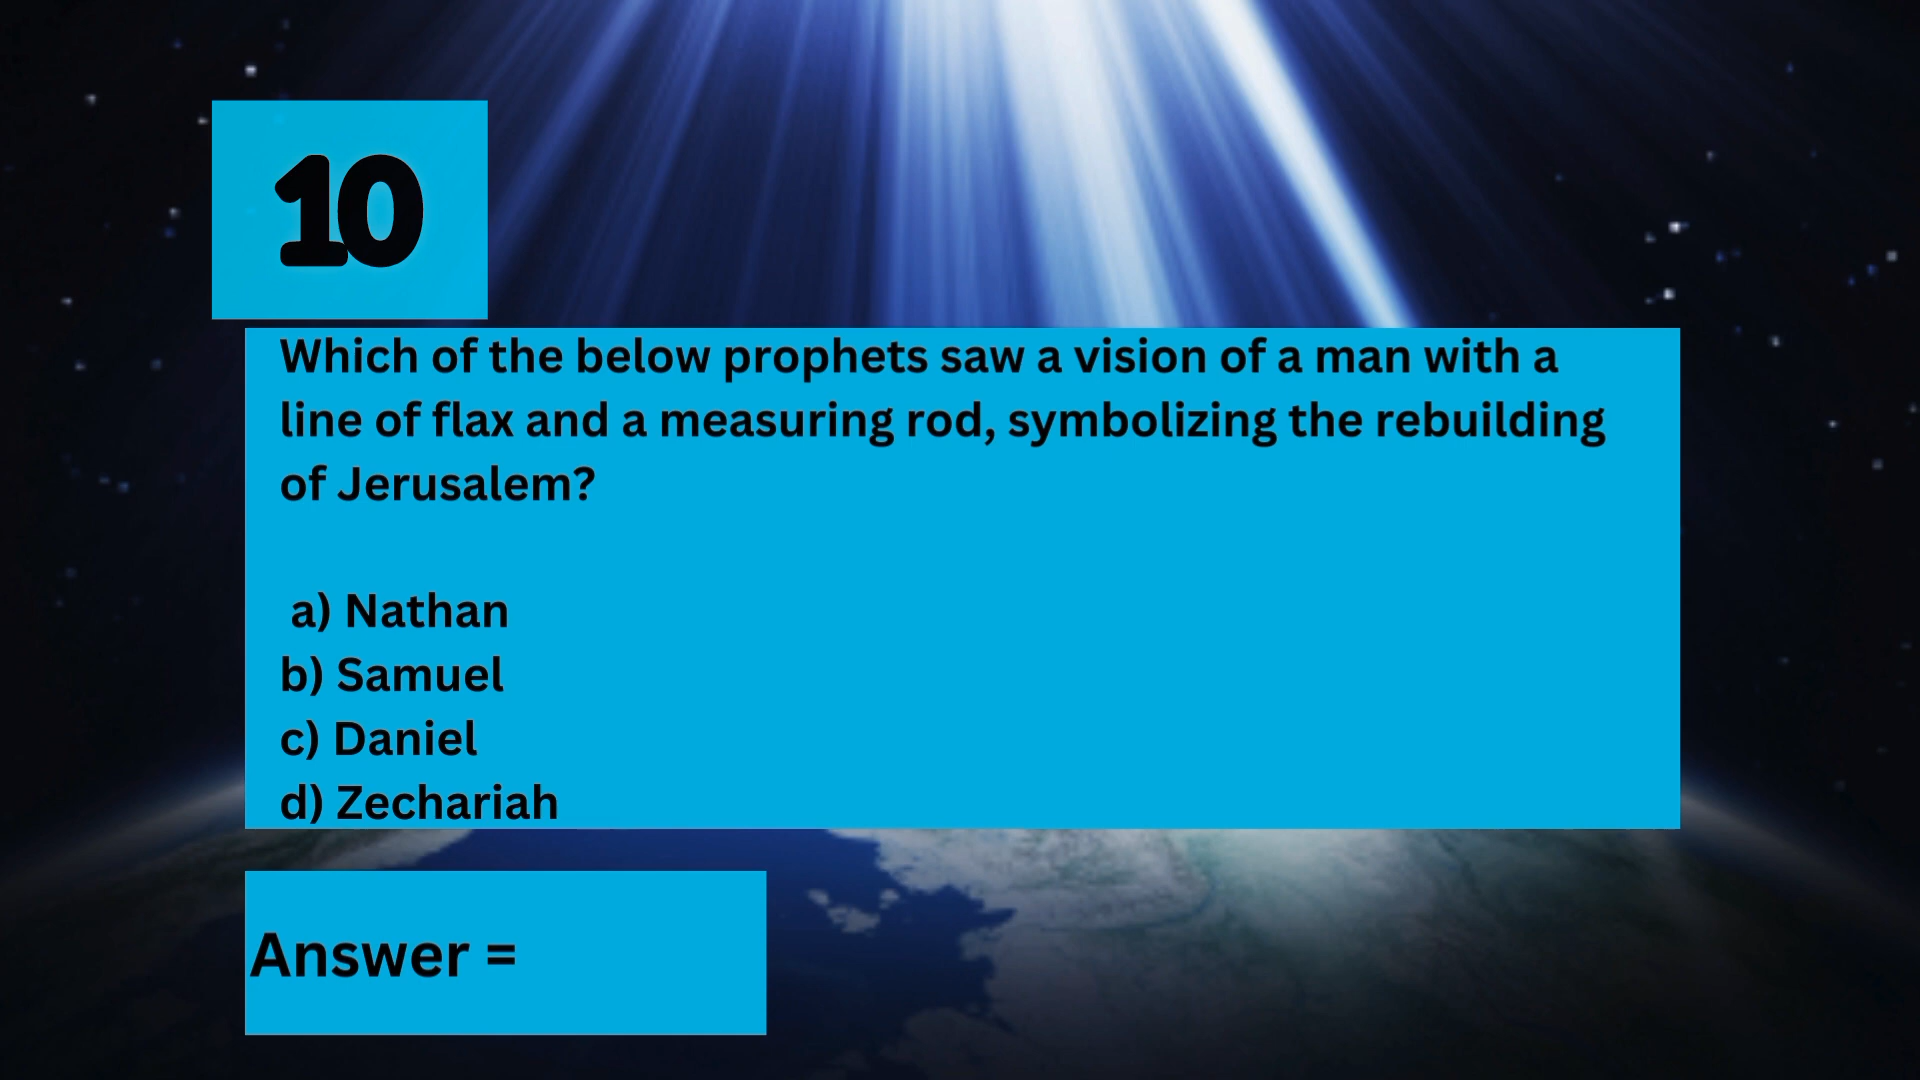 10
Which of the below prophets saw a vision of a man with a
line of flax and a measuring rod, symbolizing the rebuilding
of Jerusalem?
a) Nathan
b) Samuel
c) Daniel
d) Zechariah
Answer =